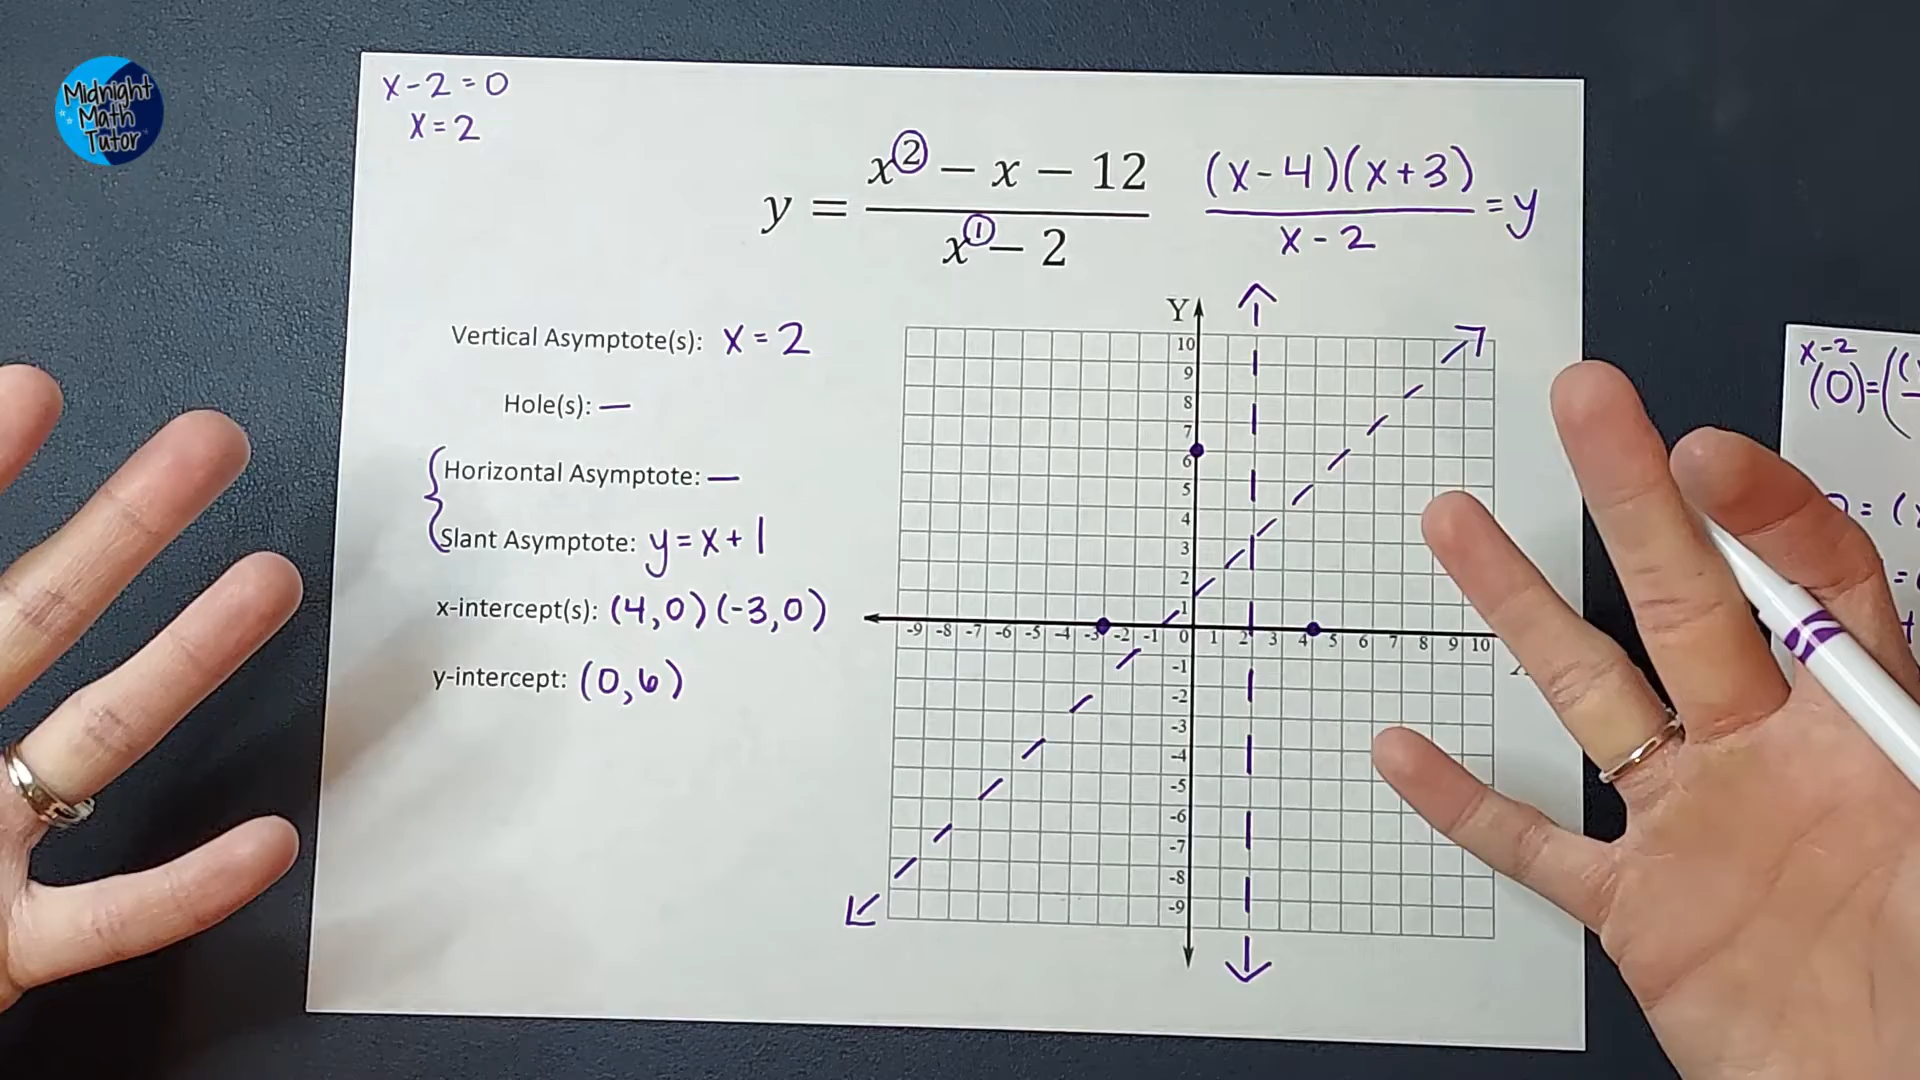 Midnight
Math
Tutor
x-2=0
x=2
y = x② − x − 12 / x① − 2
(x-4)(x+3) / x-2 = y
Vertical Asymptote(s): x=2
Hole(s): —
Horizontal Asymptote: —
Slant Asymptote: y=x+1
x-intercept(s): (4,0)(-3,0)
y-intercept: (0,6)
Y
10
9
8
7
6
5
4
3
2
1
-9 -8 -7 -6 -5 -4 -3 -2 -1 0 1 2 3 4 5 6 7 8 9 10
-1
-2
-3
-4
-5
-6
-7
-8
-9
x-2
(0)=